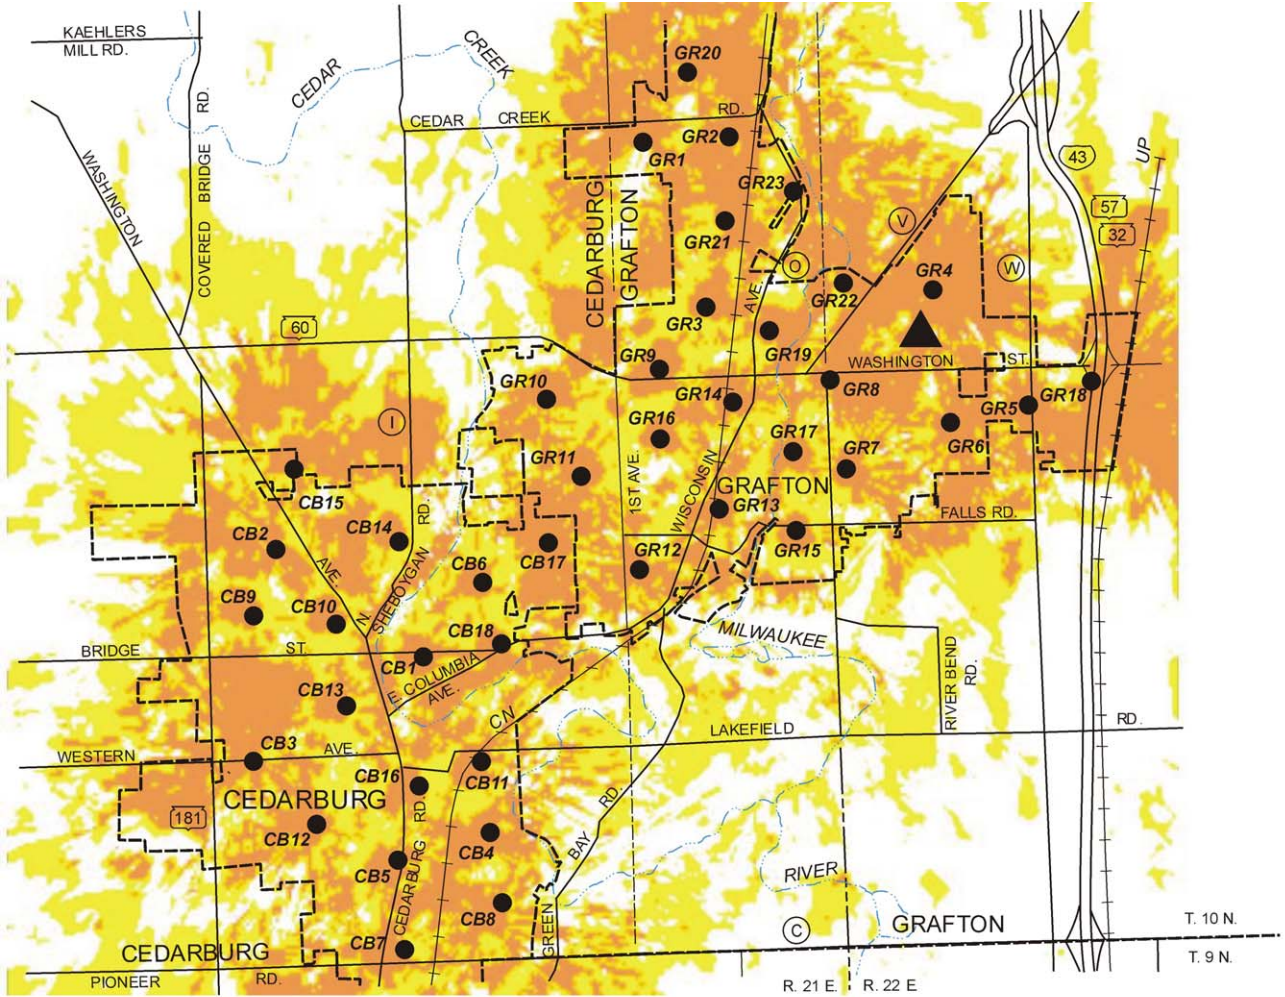 KAEHLERS
MILL RD.
COVERED BRIDGE RD.
CEDAR
CREEK
WASHINGTON
AVE.
GR20
CEDAR CREEK RD.
GR2
GR1
GR23
GR21
CEDARBURG
GRAFTON
43
UP
57
32
V
O
W
GR4
GR22
GR3
AVE.
GR19
60
GR9
WASHINGTON ST.
GR10
GR14
GR8
GR5
GR18
I
GR16
GR6
GR17
GR7
GR11
1ST AVE.
WISCONSIN
GRAFTON
CB15
RD.
GR13
FALLS RD.
CB2
CB14
CB17
GR12
GR15
CB6
N.
SHEBOYGAN
CB9
CB10
CB18
MILWAUKEE
BRIDGE ST.
CB1
E. COLUMBIA
AVE.
RIVER BEND
RD.
CB13
CN
LAKEFIELD RD.
WESTERN AVE.
CB3
CB16
CB11
CEDARBURG
RD.
181
CB12
CB4
CB5
CEDARBURG
GREEN BAY RD.
RIVER
CB8
CB7
C
GRAFTON
T. 10 N.
CEDARBURG
T. 9 N.
PIONEER RD.
R. 21 E. R. 22 E.